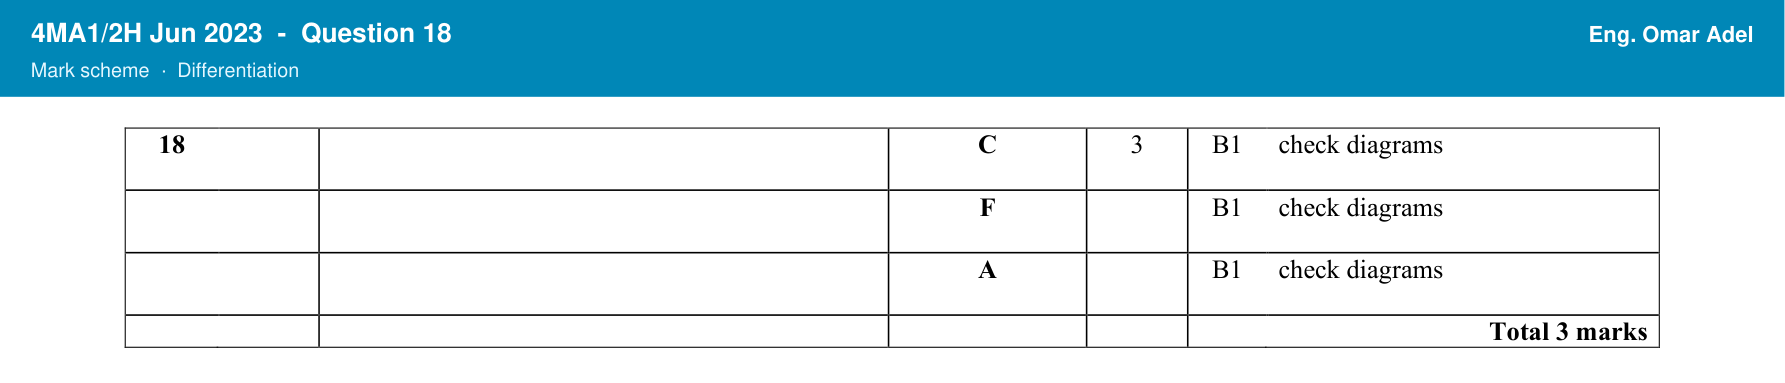 4MA1/2H Jun 2023 - Question 18
Eng. Omar Adel
Mark scheme · Differentiation
18 C 3 B1 check diagrams
F B1 check diagrams
A B1 check diagrams
Total 3 marks